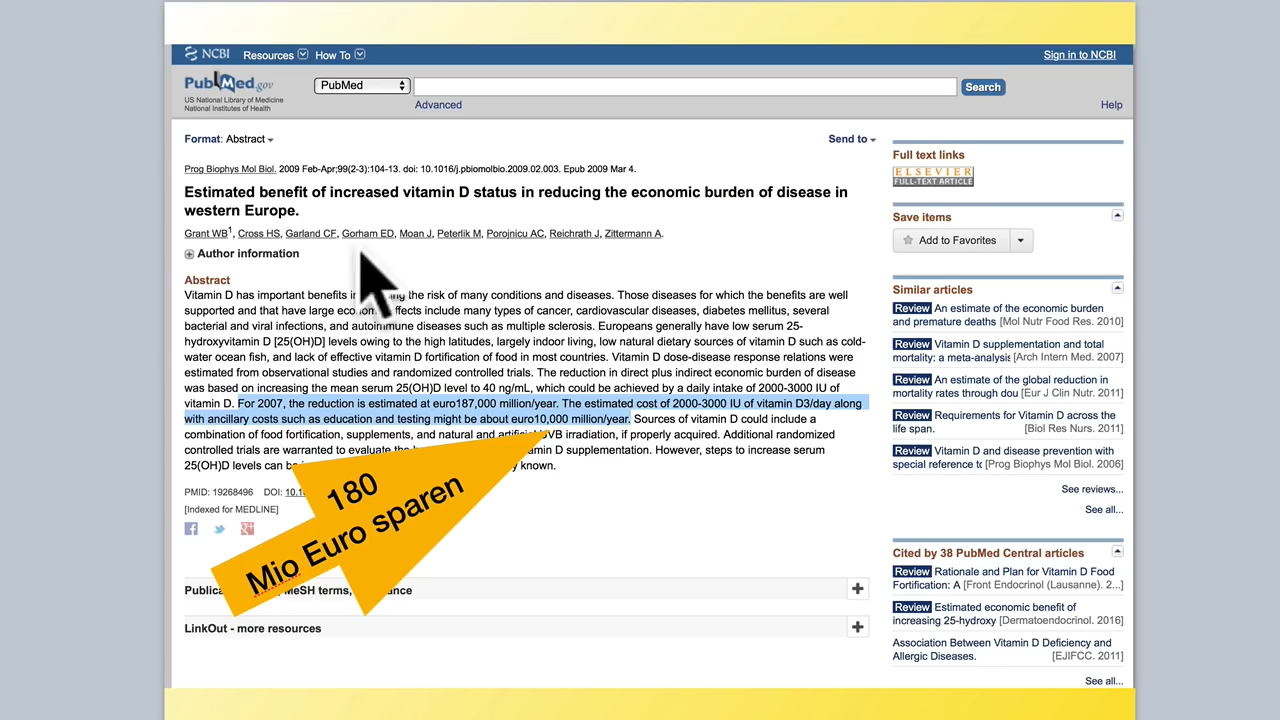 NCBI Resources How To Sign in to NCBI
PubMed.gov
US National Library of Medicine
National Institutes of Health
PubMed
Search
Advanced
Help
Format: Abstract
Send to
Prog Biophys Mol Biol. 2009 Feb-Apr;99(2-3):104-13. doi: 10.1016/j.pbiomolbio.2009.02.003. Epub 2009 Mar 4.
Estimated benefit of increased vitamin D status in reducing the economic burden of disease in
western Europe.
Grant WB1, Cross HS, Garland CF, Gorham ED, Moan J, Peterlik M, Porojnicu AC, Reichrath J, Zittermann A.
Author information
Abstract
Vitamin D has important benefits in the risk of many conditions and diseases. Those diseases for which the benefits are well
supported and that have large effects include many types of cancer, cardiovascular diseases, diabetes mellitus, several
bacterial and viral infections, and autoimmune diseases such as multiple sclerosis. Europeans generally have low serum 25-
hydroxyvitamin D [25(OH)D] levels owing to the high latitudes, largely indoor living, low natural dietary sources of vitamin D such as cold-
water ocean fish, and lack of effective vitamin D fortification of food in most countries. Vitamin D dose-disease response relations were
estimated from observational studies and randomized controlled trials. The reduction in direct plus indirect economic burden of disease
was based on increasing the mean serum 25(OH)D level to 40 ng/mL, which could be achieved by a daily intake of 2000-3000 IU of
vitamin D. For 2007, the reduction is estimated at euro187,000 million/year. The estimated cost of 2000-3000 IU of vitamin D3/day along
with ancillary costs such as education and testing might be about euro10,000 million/year. Sources of vitamin D could include a
combination of food fortification, supplements, and natural and artificial UVB irradiation, if properly acquired. Additional randomized
controlled trials are warranted to evaluate the D supplementation. However, steps to increase serum
25(OH)D levels can known.
PMID: 19268496 DOI:
[Indexed for MEDLINE]
180
Mio Euro sparen
MeSH terms,
LinkOut - more resources
Full text links
ELSEVIER
FULL-TEXT ARTICLE
Save items
Add to Favorites
Similar articles
Review An estimate of the economic burden
and premature deaths [Mol Nutr Food Res. 2010]
Review Vitamin D supplementation and total
mortality: a meta-analysis [Arch Intern Med. 2007]
Review An estimate of the global reduction in
mortality rates through dou [Eur J Clin Nutr. 2011]
Review Requirements for Vitamin D across the
life span. [Biol Res Nurs. 2011]
Review Vitamin D and disease prevention with
special reference to [Prog Biophys Mol Biol. 2006]
See reviews...
See all...
Cited by 38 PubMed Central articles
Review Rationale and Plan for Vitamin D Food
Fortification: A [Front Endocrinol (Lausanne). 2...]
Review Estimated economic benefit of
increasing 25-hydroxy [Dermatoendocrinol. 2016]
Association Between Vitamin D Deficiency and
Allergic Diseases. [EJIFCC. 2011]
See all...